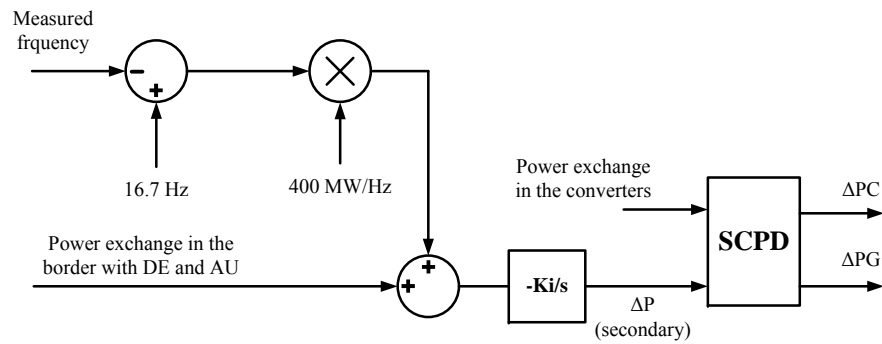 Measured
frquency
-
+
16.7 Hz
400 MW/Hz
Power exchange
in the converters
ΔPC
SCPD
Power exchange in the
border with DE and AU
+
+
-Ki/s
ΔP
(secondary)
ΔPG